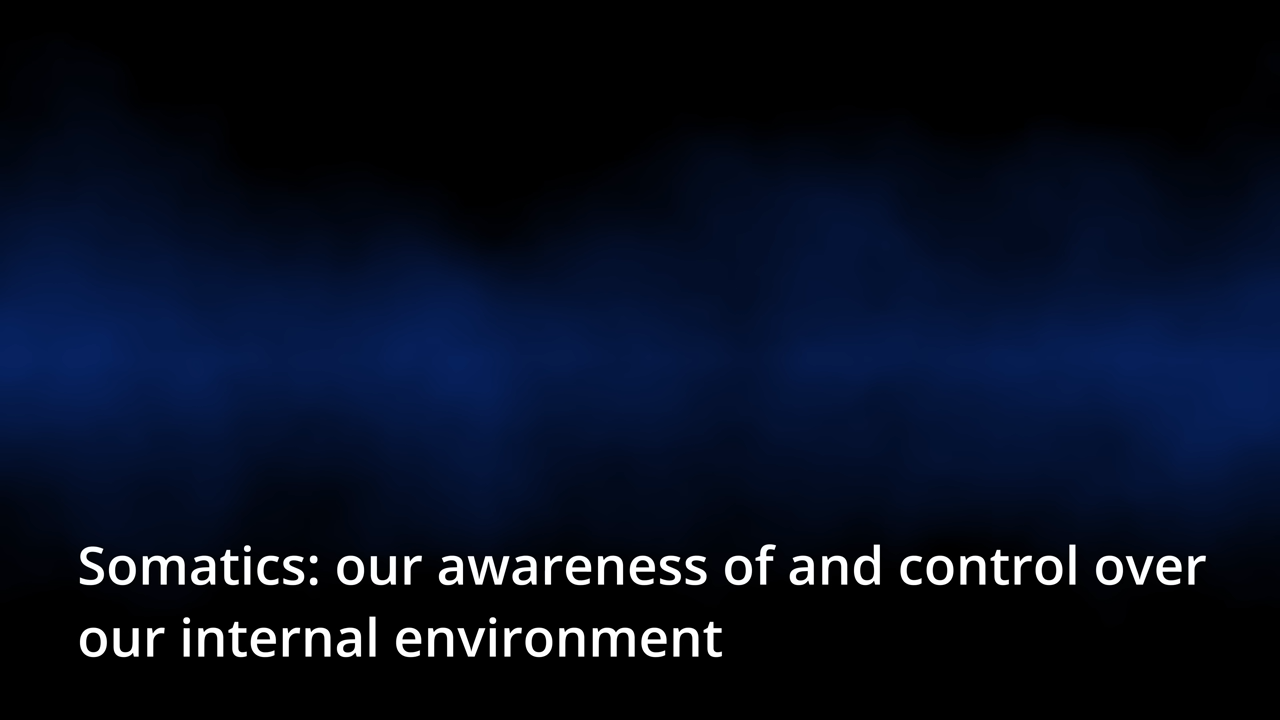 Somatics: our awareness of and control over
our internal environment